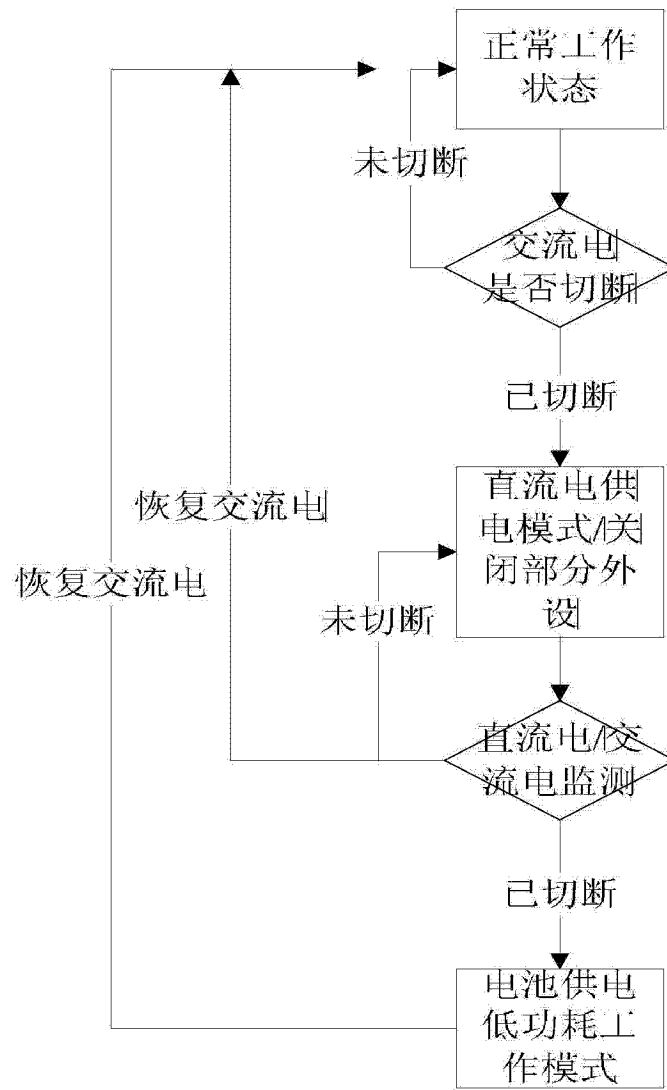 正常工作
状态
未切断
交流电
是否切断
已切断
直流电供
电模式/关
闭部分外
设
恢复交流电
恢复交流电
未切断
直流电/交
流电监测
已切断
电池供电
低功耗工
作模式